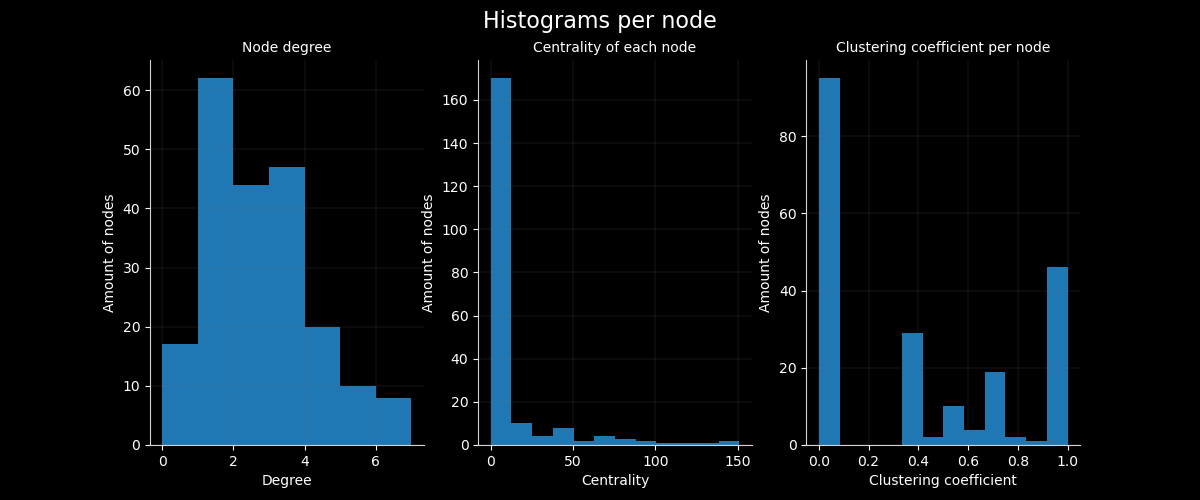 Histograms per node
Node degree
Amount of nodes
60
50
40
30
20
10
0
0 2 4 6
Degree
Centrality of each node
Amount of nodes
160
140
120
100
80
60
40
20
0
0 50 100 150
Centrality
Clustering coefficient per node
Amount of nodes
80
60
40
20
0
0.0 0.2 0.4 0.6 0.8 1.0
Clustering coefficient